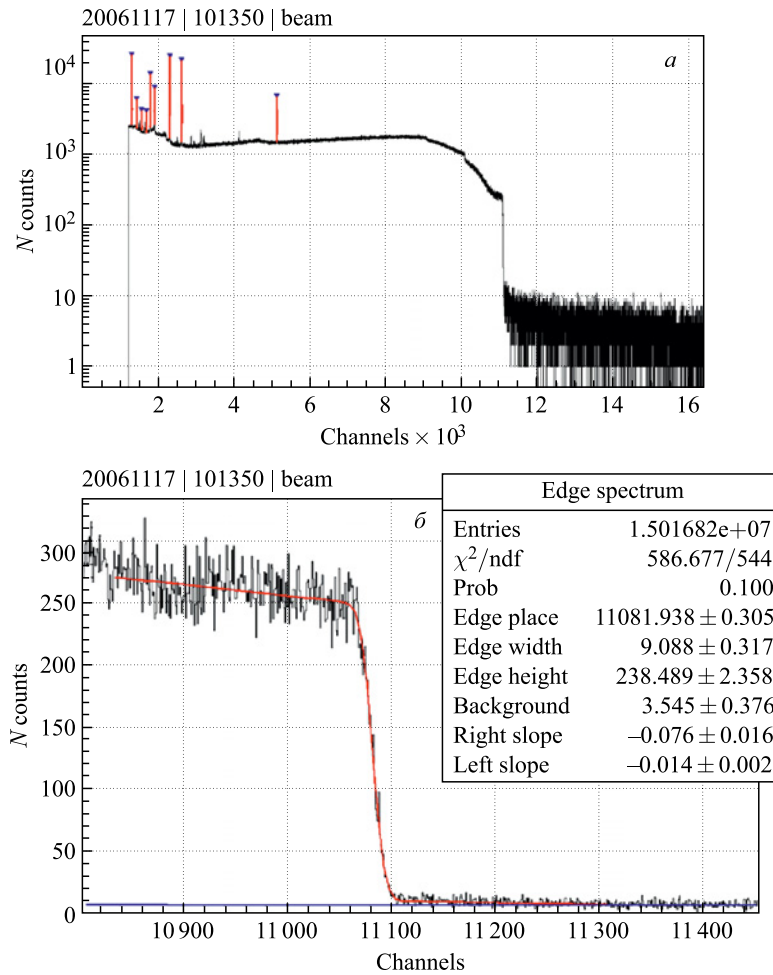 20061117 | 101350 | beam
a
10⁴
10³
10²
10
1
N counts
2 4 6 8 10 12 14 16
Channels × 10³
20061117 | 101350 | beam
б
Edge spectrum
Entries 1.501682e+07
χ²/ndf 586.677/544
Prob 0.100
Edge place 11081.938 ± 0.305
Edge width 9.088 ± 0.317
Edge height 238.489 ± 2.358
Background 3.545 ± 0.376
Right slope –0.076 ± 0.016
Left slope –0.014 ± 0.002
300
250
200
150
100
50
0
N counts
10 900 11 000 11 100 11 200 11 300 11 400
Channels